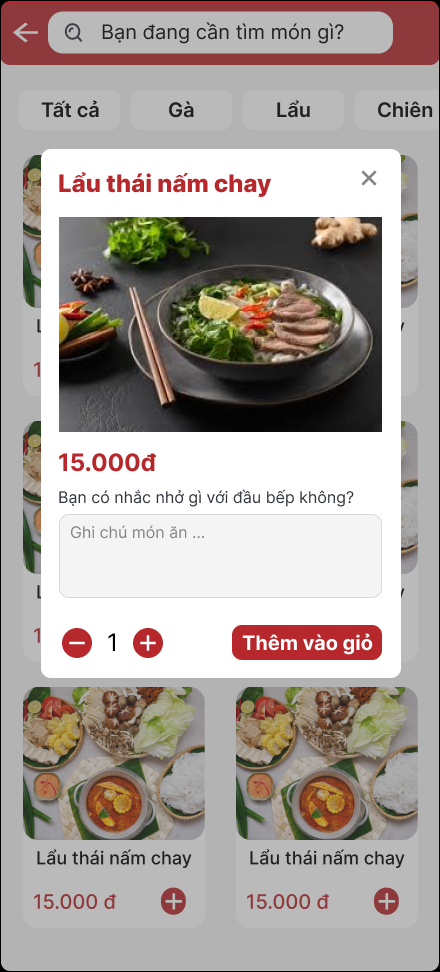 Bạn đang cần tìm món gì?
Tất cả
Gà
Lẩu
Chiên
Lẩu thái nấm chay
15.000đ
Bạn có nhắc nhở gì với đầu bếp không?
Ghi chú món ăn ...
1
Thêm vào giỏ
Lẩu thái nấm chay
Lẩu thái nấm chay
15.000 đ
15.000 đ